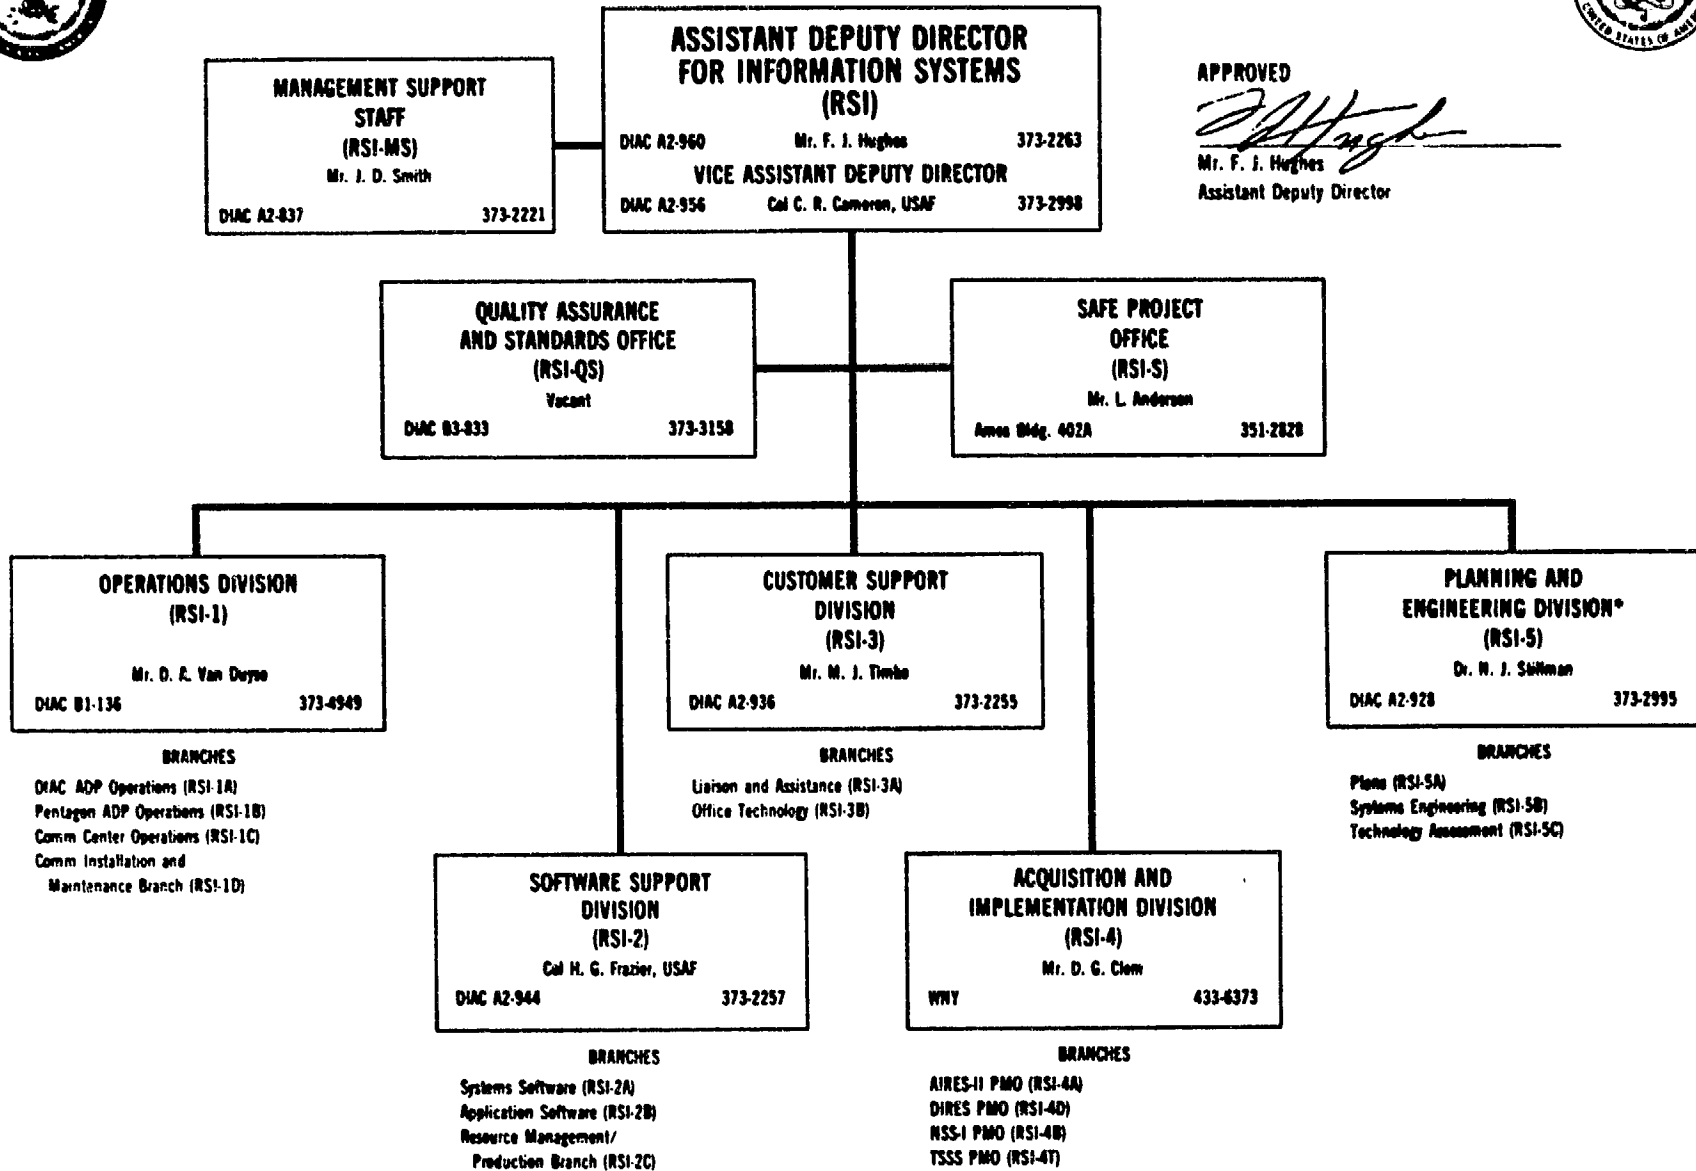 UNITED STATES OF AMER
ASSISTANT DEPUTY DIRECTOR
FOR INFORMATION SYSTEMS
(RSI)
DIAC A2-960 Mr. F. J. Hughes 373-2263
VICE ASSISTANT DEPUTY DIRECTOR
DIAC A2-956 Col C. R. Cameron, USAF 373-2998
MANAGEMENT SUPPORT
STAFF
(RSI-MS)
Mr. J. D. Smith
DIAC A2-837 373-2221
APPROVED
Mr. F. J. Hughes
Assistant Deputy Director
QUALITY ASSURANCE
AND STANDARDS OFFICE
(RSI-QS)
Vacant
DIAC B3-833 373-3158
SAFE PROJECT
OFFICE
(RSI-S)
Mr. L. Anderson
Ames Bldg. 402A 351-2828
OPERATIONS DIVISION
(RSI-1)
Mr. D. A. Van Duyse
DIAC B1-136 373-4949
BRANCHES
DIAC ADP Operations (RSI-1A)
Pentagon ADP Operations (RSI-1B)
Comm Center Operations (RSI-1C)
Comm Installation and
Maintenance Branch (RSI-1D)
CUSTOMER SUPPORT
DIVISION
(RSI-3)
Mr. M. J. Timbo
DIAC A2-936 373-2255
BRANCHES
Liaison and Assistance (RSI-3A)
Office Technology (RSI-3B)
PLANNING AND
ENGINEERING DIVISION*
(RSI-5)
Dr. N. J. Stillman
DIAC A2-928 373-2995
BRANCHES
Plans (RSI-5A)
Systems Engineering (RSI-5B)
Technology Assessment (RSI-5C)
SOFTWARE SUPPORT
DIVISION
(RSI-2)
Col H. G. Frazier, USAF
DIAC A2-944 373-2257
BRANCHES
Systems Software (RSI-2A)
Application Software (RSI-2B)
Resource Management/
Production Branch (RSI-2C)
ACQUISITION AND
IMPLEMENTATION DIVISION
(RSI-4)
Mr. D. G. Clem
WNY 433-6373
BRANCHES
AIRES-II PMO (RSI-4A)
DIRES PMO (RSI-4D)
NSS-I PMO (RSI-4B)
TSSS PMO (RSI-4T)